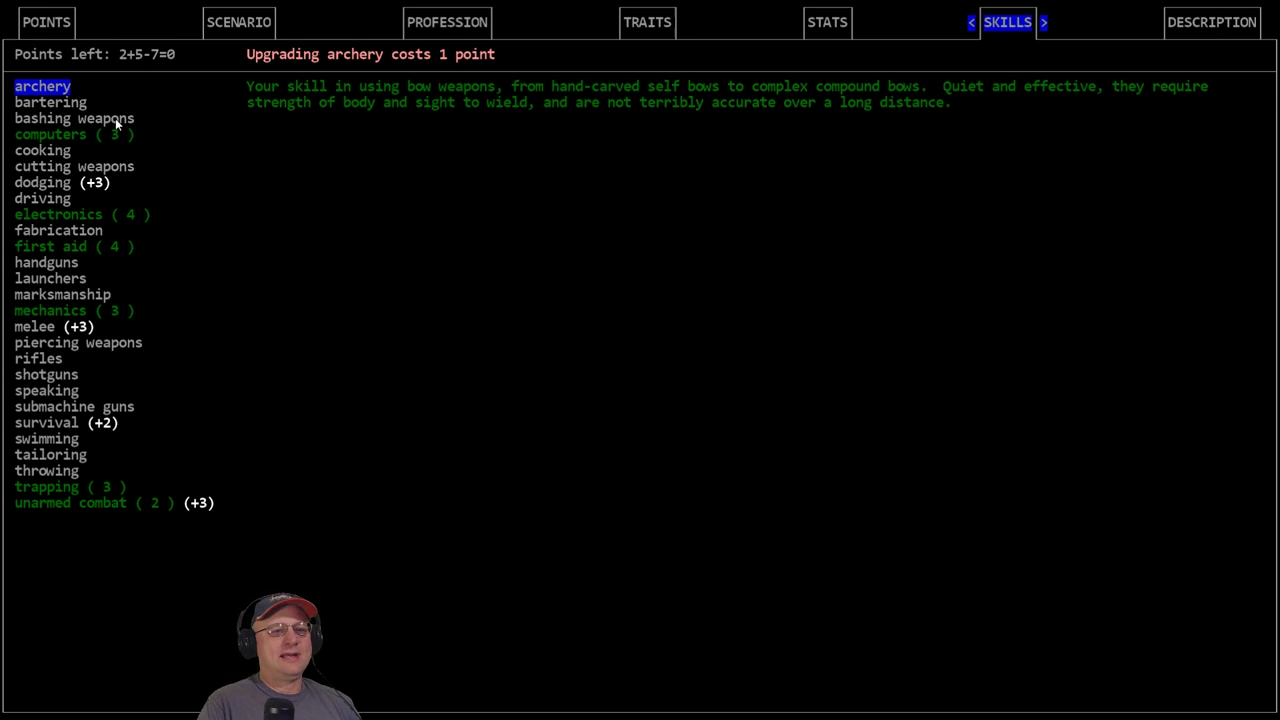 POINTS SCENARIO PROFESSION TRAITS STATS < SKILLS > DESCRIPTION
Points left: 2+5-7=0 Upgrading archery costs 1 point
archery Your skill in using bow weapons, from hand-carved self bows to complex compound bows. Quiet and effective, they require
bartering strength of body and sight to wield, and are not terribly accurate over a long distance.
bashing weapons
computers ( 3 )
cooking
cutting weapons
dodging (+3)
driving
electronics ( 4 )
fabrication
first aid ( 4 )
handguns
launchers
marksmanship
mechanics ( 3 )
melee (+3)
piercing weapons
rifles
shotguns
speaking
submachine guns
survival (+2)
swimming
tailoring
throwing
trapping ( 3 )
unarmed combat ( 2 ) (+3)